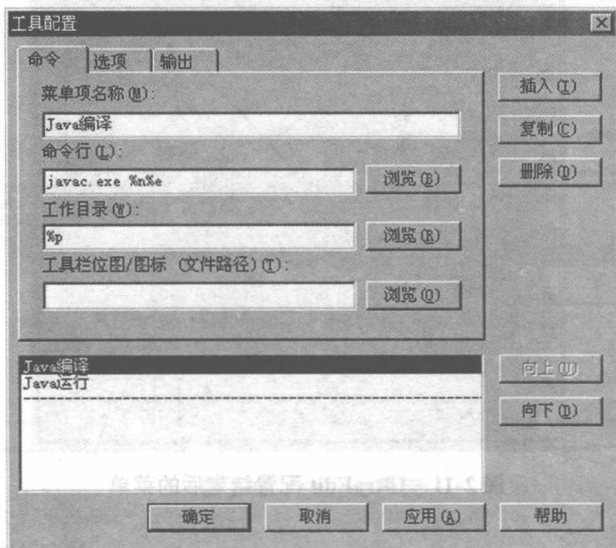 工具配置
命令 选项 输出
菜单项名称(M):
Java编译
命令行(L):
javac.exe %n%e
浏览(B)
工作目录(W):
%p
浏览(R)
工具栏位图/图标 (文件路径)(T):
浏览(O)
插入(I)
复制(C)
删除(D)
Java编译
Java运行
向上(U)
向下(D)
确定 取消 应用(A) 帮助